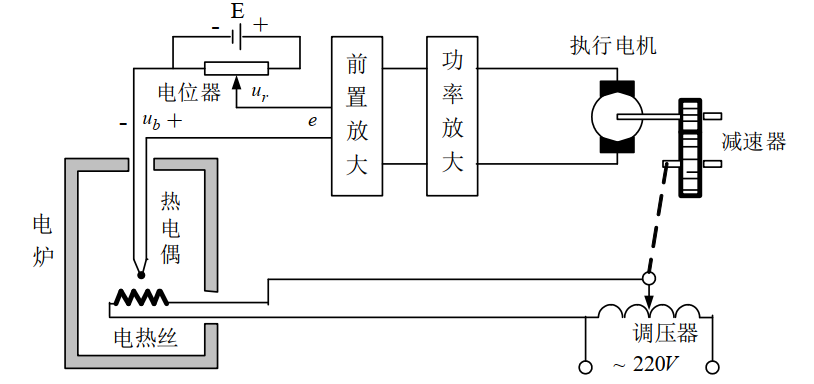 E
- +
电位器
u_r
- u_b +
e
前置放大
功率放大
执行电机
减速器
热电偶
电炉
电热丝
调压器
~ 220V